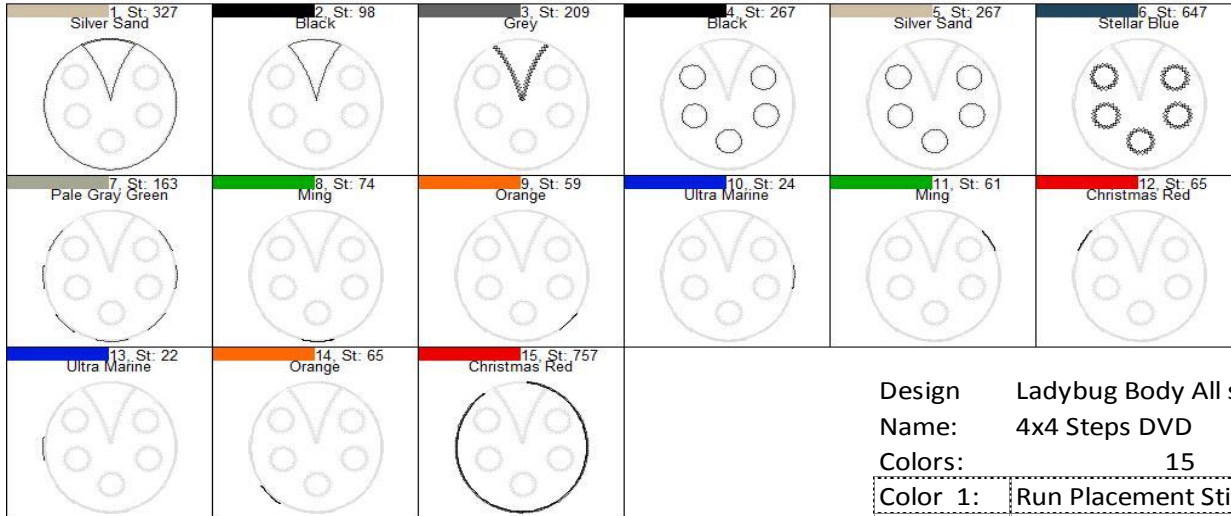 1, St: 327
Silver Sand
2, St: 98
Black
3, St: 209
Grey
4, St: 267
Black
5, St: 267
Silver Sand
6, St: 647
Stellar Blue
7, St: 163
Pale Gray Green
8, St: 74
Ming
9, St: 59
Orange
10, St: 24
Ultra Marine
11, St: 61
Ming
12, St: 65
Christmas Red
13, St: 22
Ultra Marine
14, St: 65
Orange
15, St: 757
Christmas Red
Design Ladybug Body All
Name: 4x4 Steps DVD
Colors: 15
Color 1: Run Placement